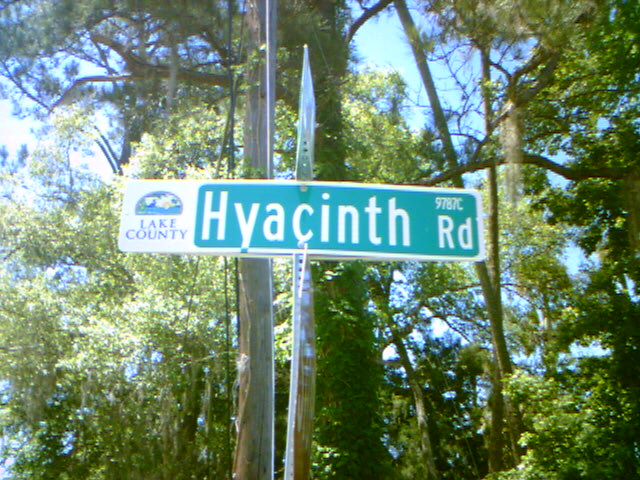 LAKE
COUNTY
Hyacinth Rd
9787C